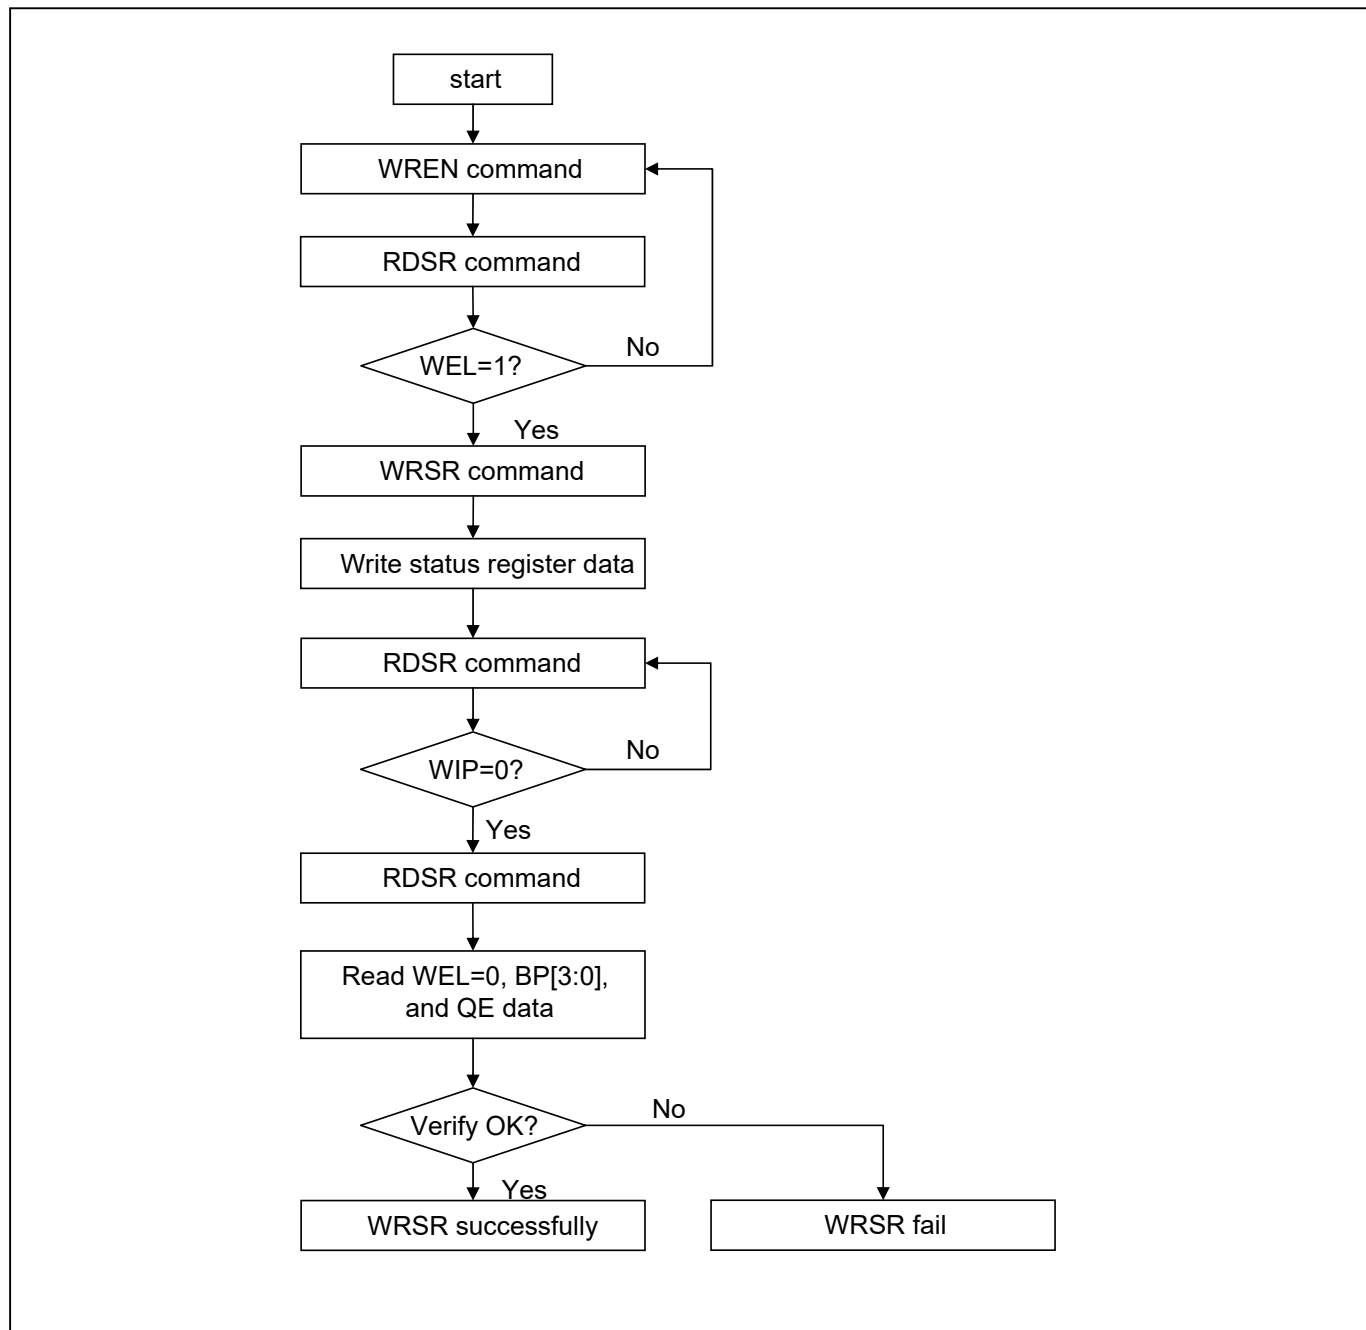 start
WREN command
RDSR command
WEL=1?
No
Yes
WRSR command
Write status register data
RDSR command
WIP=0?
No
Yes
RDSR command
Read WEL=0, BP[3:0],
and QE data
Verify OK?
No
Yes
WRSR successfully
WRSR fail